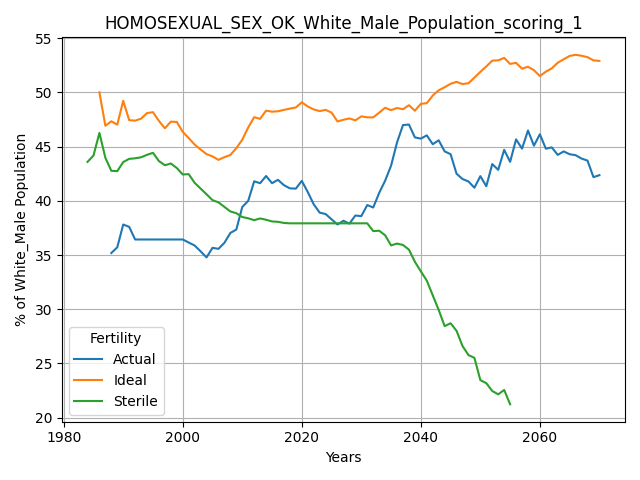 HOMOSEXUAL_SEX_OK_White_Male_Population_scoring_1
55
50
45
40
35
30
25
20
% of White_Male Population
Fertility
Actual
Ideal
Sterile
1980 2000 2020 2040 2060
Years